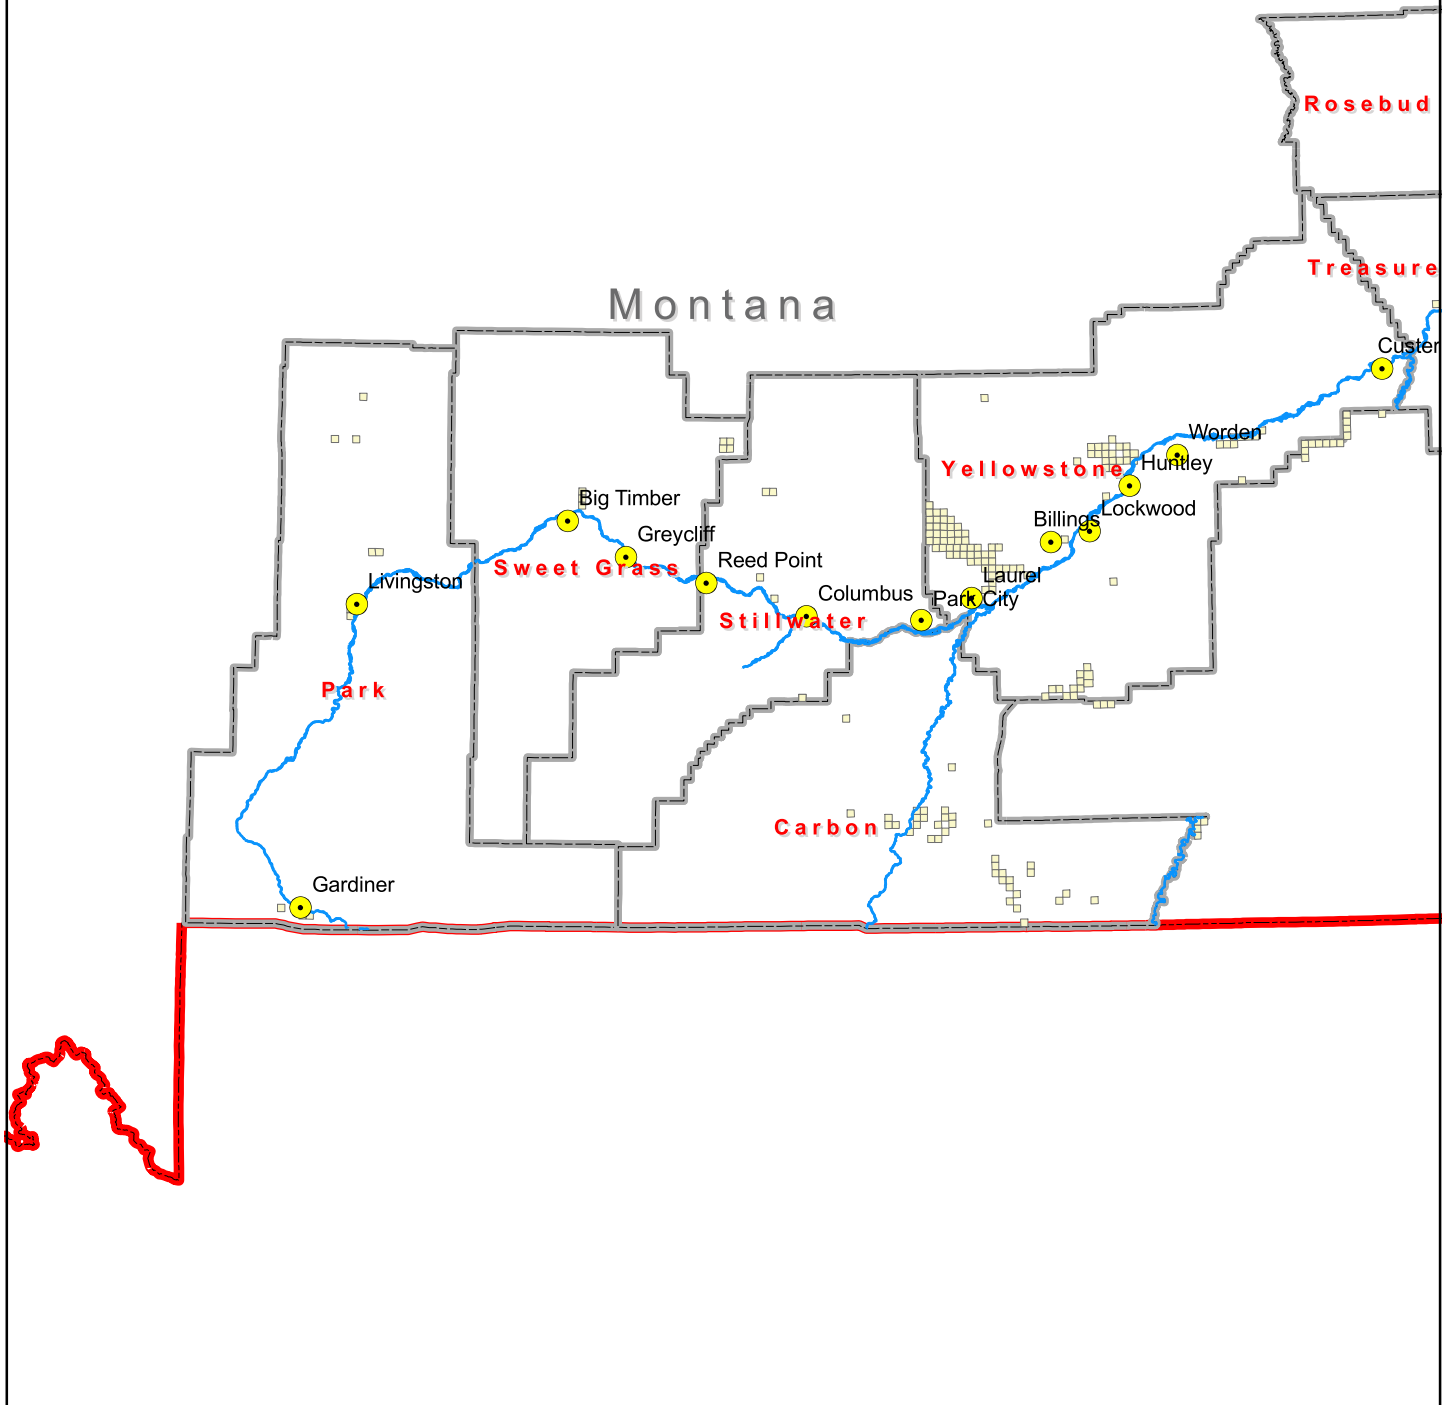 Rosebud
Treasure
Montana
Custer
Worden
Huntley
Yellowstone
Big Timber
Lockwood
Billings
Greycliff
Reed Point
Sweet Grass
Livingston
Laurel
Columbus
Park City
Stillwater
Park
Carbon
Gardiner